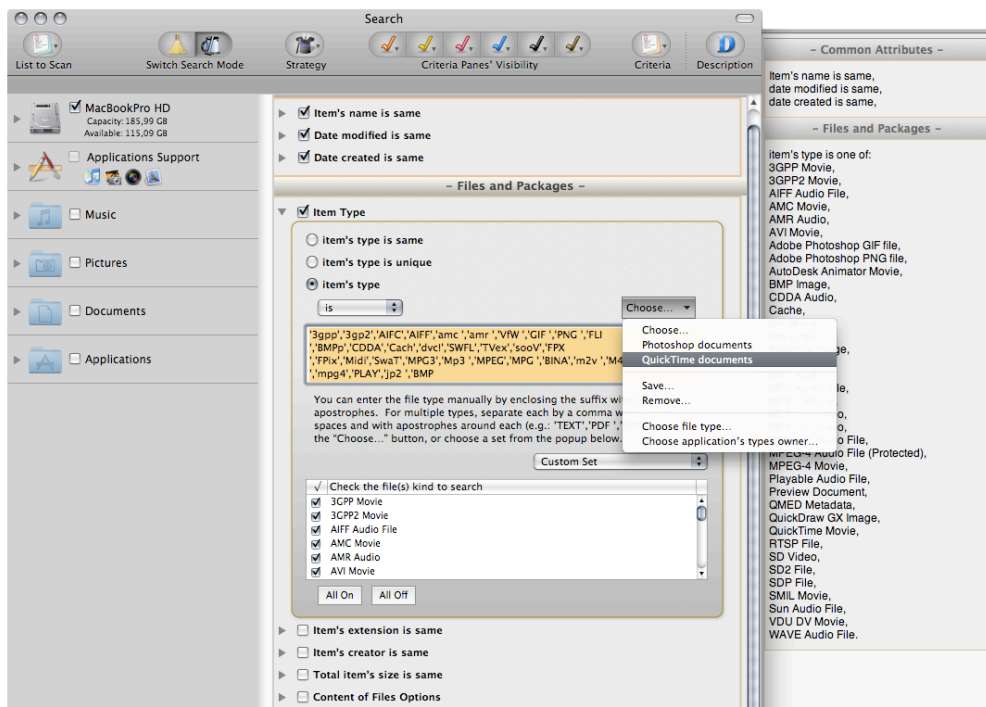 Search
List to Scan
Switch Search Mode
Strategy
Criteria Panes' Visibility
Criteria
Description
MacBookPro HD
Capacity: 185,99 GB
Available: 115,09 GB
Applications Support
Music
Pictures
Documents
Applications
Item's name is same
Date modified is same
Date created is same
– Files and Packages –
Item Type
item's type is same
item's type is unique
item's type
is
Choose...
'3gpp','3gp2','AIFC','AIFF','amc ','amr ','VfW ','GIF ','PNG ','FLI
','BMPp','CDDA','Cach','dvc!','SWFL','TVex','sooV','FPX
','FPix','Midi','SwaT','MPG3','Mp3 ','MPEG','MPG ','BINA','m2v ','M4
','mpg4','PLAY','jp2 ','BMP
Choose...
Photoshop documents
QuickTime documents
Save...
Remove...
Choose file type...
Choose application's types owner...
You can enter the file type manually by enclosing the suffix wi
apostrophes. For multiple types, separate each by a comma w
spaces and with apostrophes around each (e.g.: 'TEXT','PDF ','
the "Choose..." button, or choose a set from the popup below.
Custom Set
√ Check the file(s) kind to search
3GPP Movie
3GPP2 Movie
AIFF Audio File
AMC Movie
AMR Audio
AVI Movie
All On
All Off
Item's extension is same
Item's creator is same
Total item's size is same
Content of Files Options
– Common Attributes –
Item's name is same,
date modified is same,
date created is same,
– Files and Packages –
item's type is one of:
3GPP Movie,
3GPP2 Movie,
AIFF Audio File,
AMC Movie,
AMR Audio,
AVI Movie,
Adobe Photoshop GIF file,
Adobe Photoshop PNG file,
AutoDesk Animator Movie,
BMP Image,
CDDA Audio,
Cache,
o File,
MPEG-4 Audio File (Protected),
MPEG-4 Movie,
Playable Audio File,
Preview Document,
QMED Metadata,
QuickDraw GX Image,
QuickTime Movie,
RTSP File,
SD Video,
SD2 File,
SDP File,
SMIL Movie,
Sun Audio File,
VDU DV Movie,
WAVE Audio File.